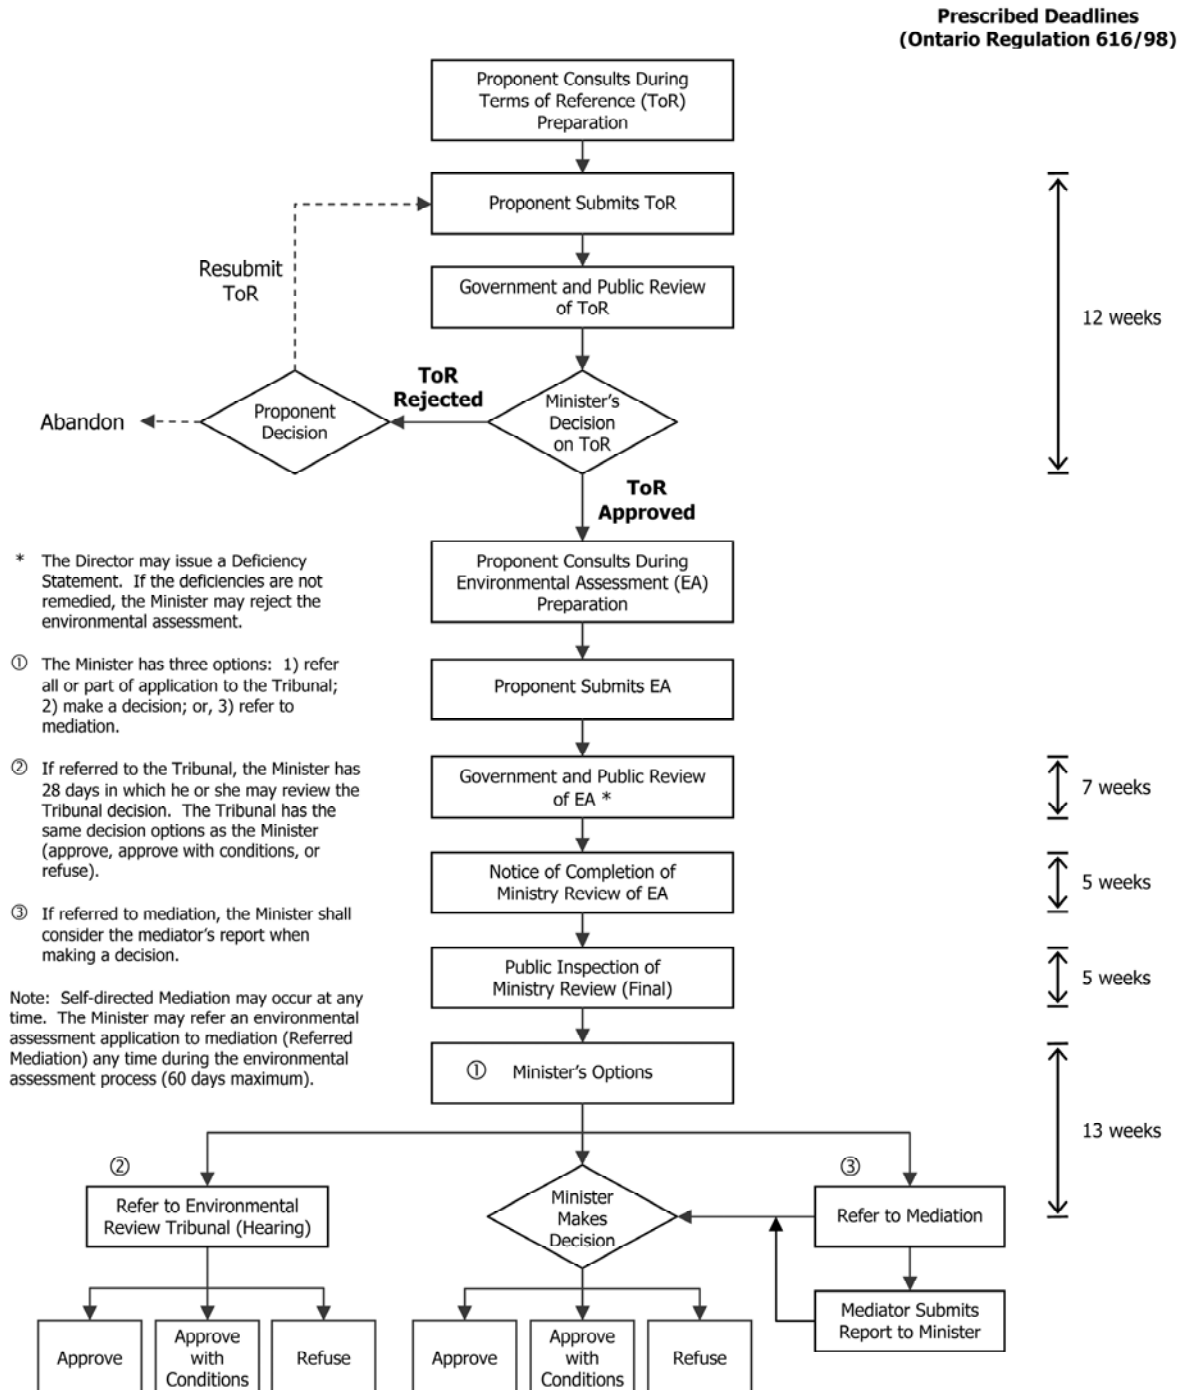 Prescribed Deadlines
(Ontario Regulation 616/98)
Proponent Consults During
Terms of Reference (ToR)
Preparation
Proponent Submits ToR
Resubmit
ToR
Government and Public Review
of ToR
12 weeks
ToR
Rejected
Abandon
Proponent
Decision
Minister's
Decision
on ToR
ToR
Approved
* The Director may issue a Deficiency
Statement. If the deficiencies are not
remedied, the Minister may reject the
environmental assessment.
① The Minister has three options: 1) refer
all or part of application to the Tribunal;
2) make a decision; or, 3) refer to
mediation.
② If referred to the Tribunal, the Minister has
28 days in which he or she may review the
Tribunal decision. The Tribunal has the
same decision options as the Minister
(approve, approve with conditions, or
refuse).
③ If referred to mediation, the Minister shall
consider the mediator's report when
making a decision.
Note: Self-directed Mediation may occur at any
time. The Minister may refer an environmental
assessment application to mediation (Referred
Mediation) any time during the environmental
assessment process (60 days maximum).
Proponent Consults During
Environmental Assessment (EA)
Preparation
Proponent Submits EA
Government and Public Review
of EA *
7 weeks
Notice of Completion of
Ministry Review of EA
5 weeks
Public Inspection of
Ministry Review (Final)
5 weeks
① Minister's Options
13 weeks
②
Refer to Environmental
Review Tribunal (Hearing)
Minister
Makes
Decision
③
Refer to Mediation
Mediator Submits
Report to Minister
Approve
Approve
with
Conditions
Refuse
Approve
Approve
with
Conditions
Refuse